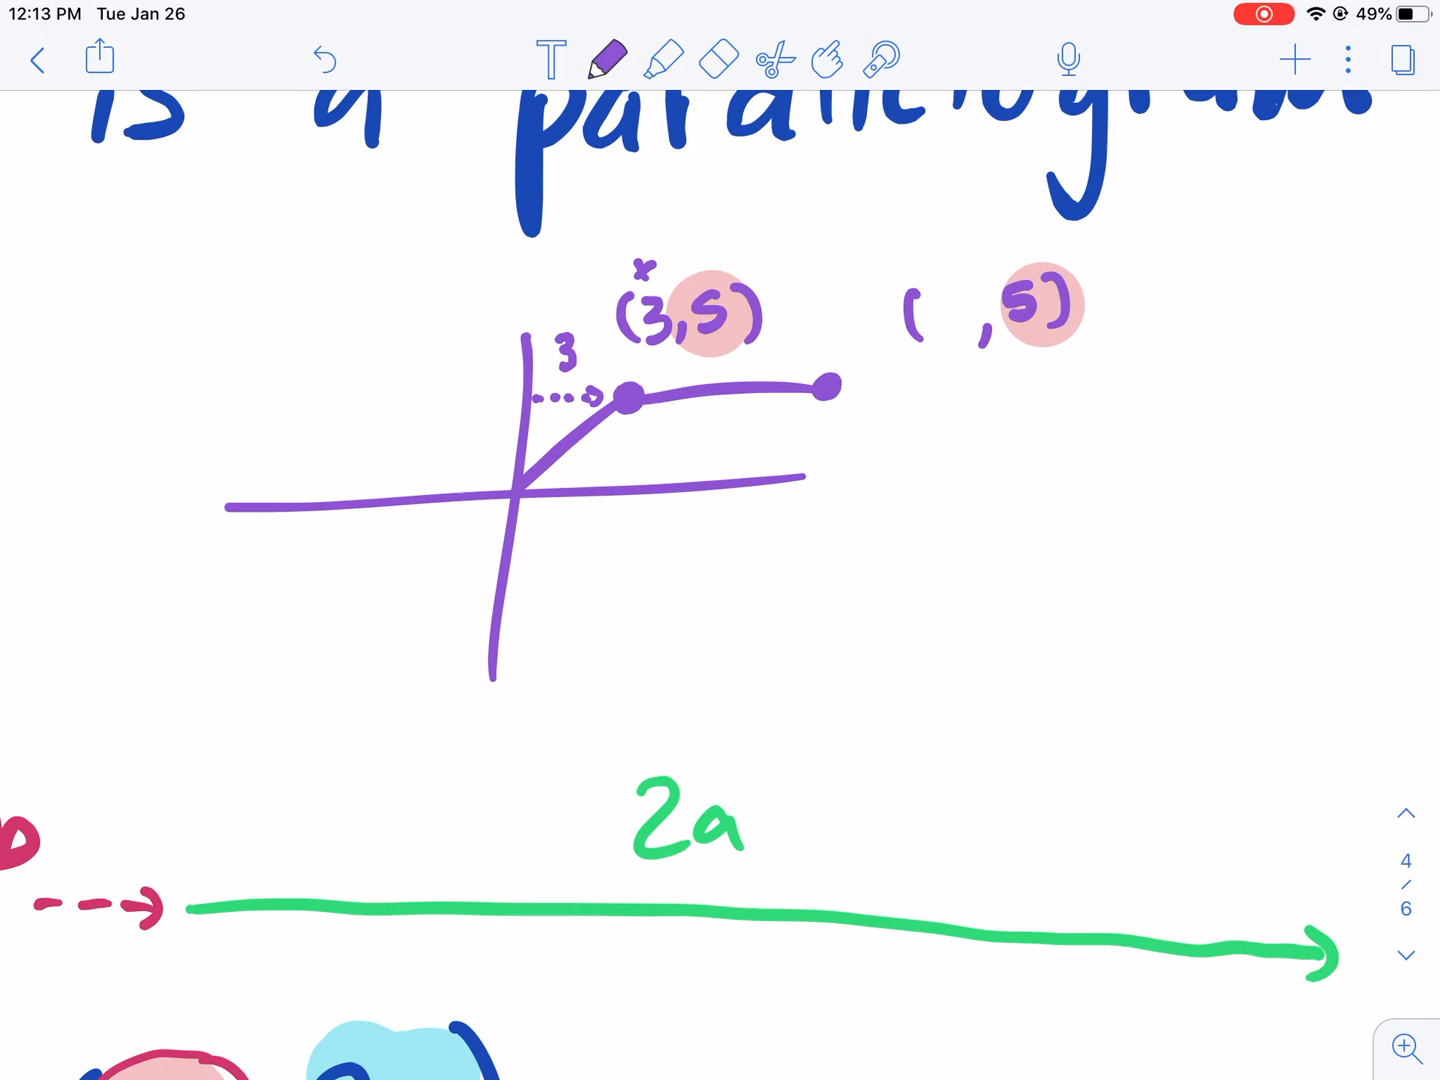 12:13 PM Tue Jan 26
49%
T
is a parallelogram.
x
(3,5) ( ,5)
3
2a
b
4
/
6